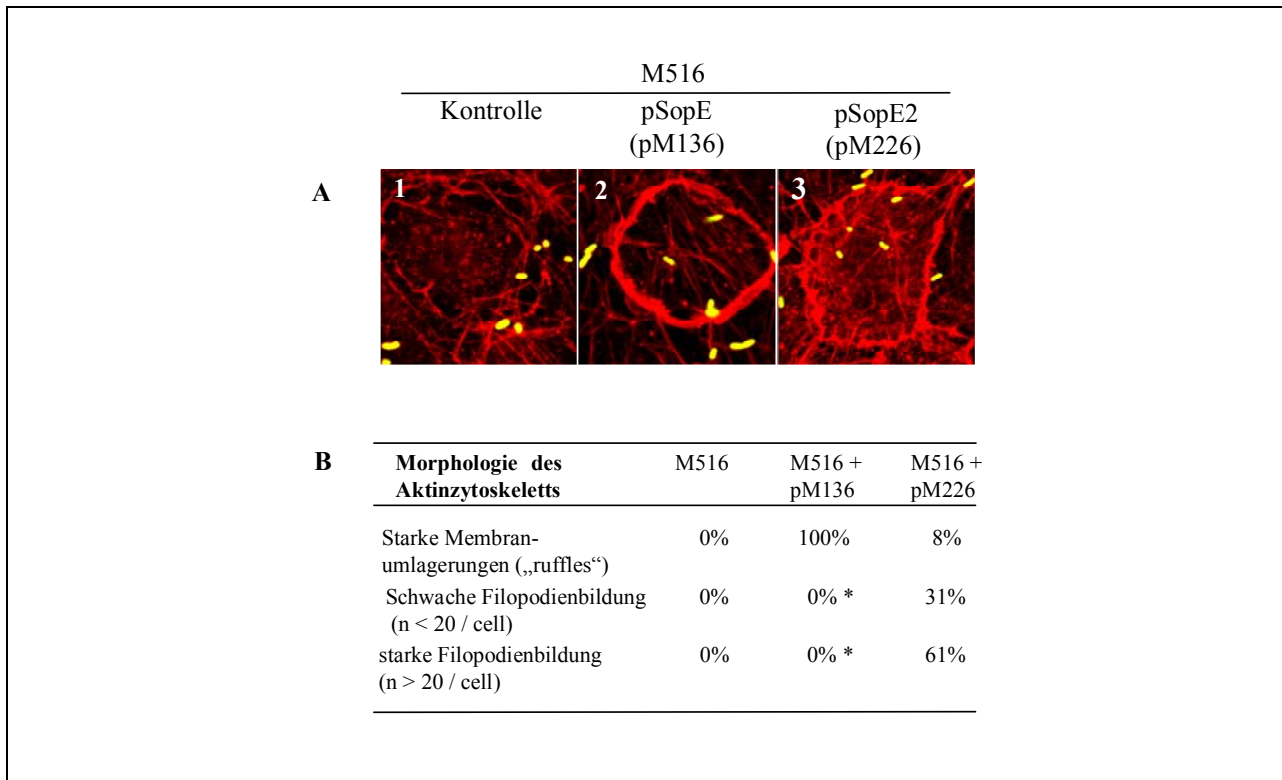 M516
Kontrolle pSopE pSopE2
(pM136) (pM226)
A 1 2 3
B Morphologie des M516 M516 + M516 +
Aktinzytoskeletts pM136 pM226
Starke Membran- 0% 100% 8%
umlagerungen („ruffles“)
Schwache Filopodienbildung 0% 0% * 31%
(n < 20 / cell)
starke Filopodienbildung 0% 0% * 61%
(n > 20 / cell)